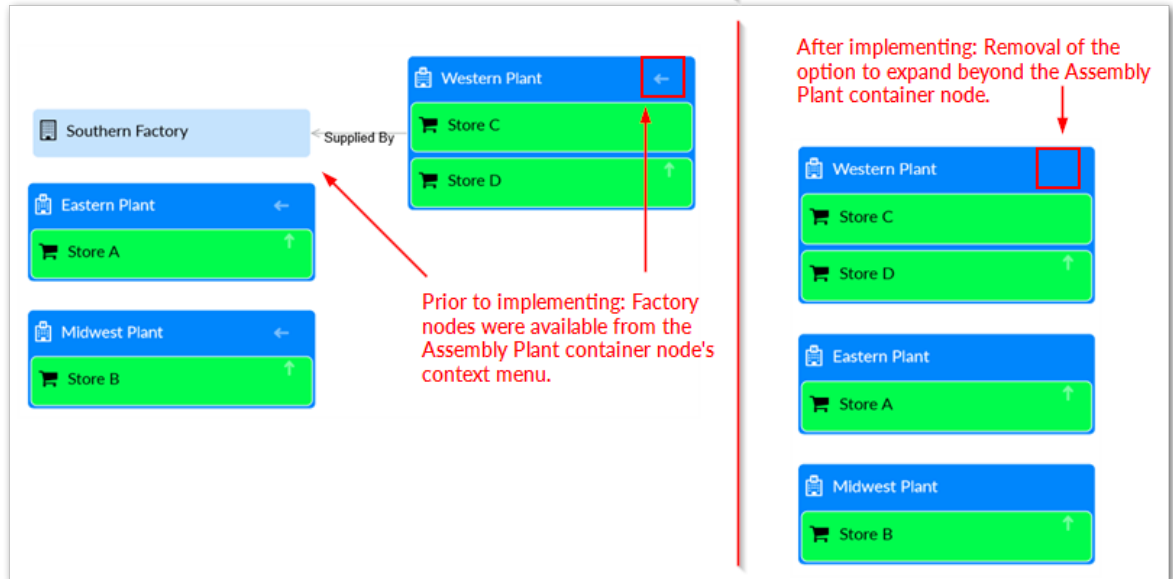 Western Plant
Store C
Store D
Southern Factory
Supplied By
Eastern Plant
Store A
Midwest Plant
Store B
Prior to implementing: Factory
nodes were available from the
Assembly Plant container node's
context menu.
After implementing: Removal of the
option to expand beyond the Assembly
Plant container node.
Western Plant
Store C
Store D
Eastern Plant
Store A
Midwest Plant
Store B